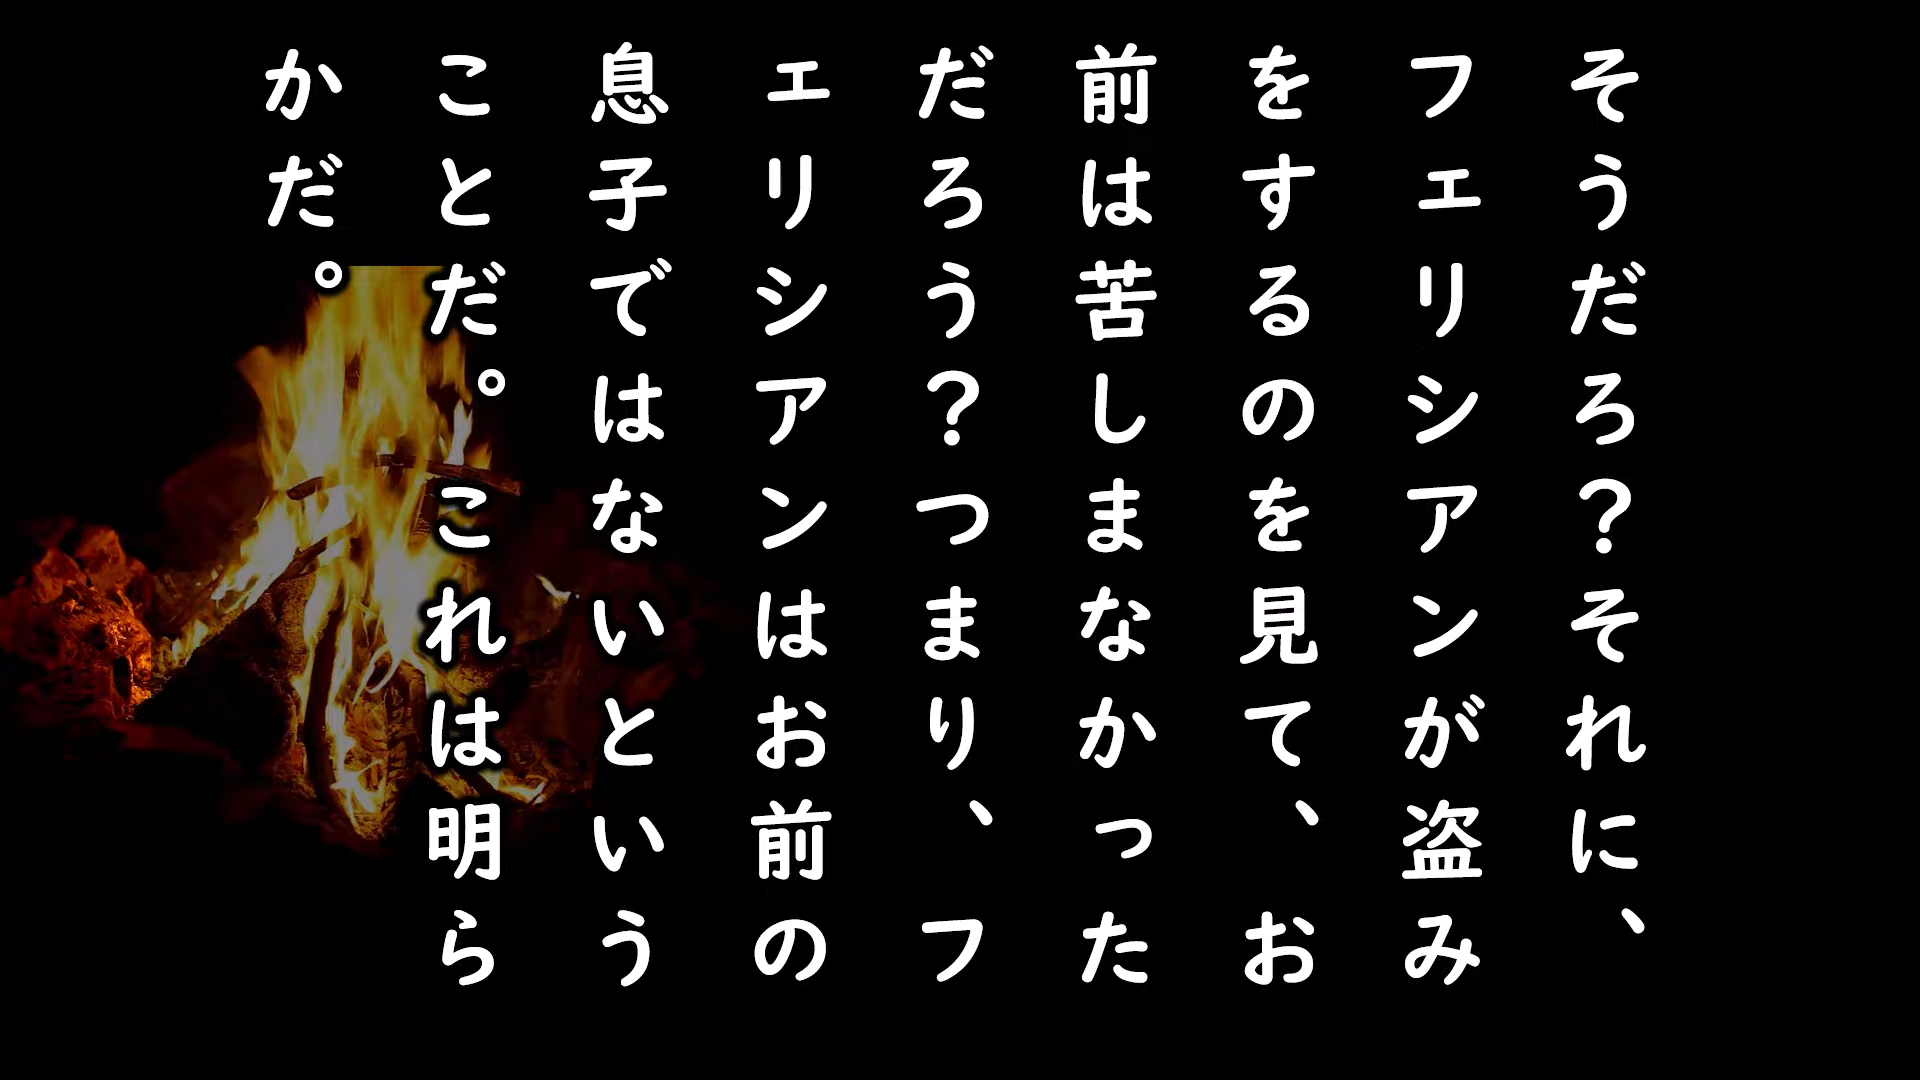 そうだろ?それに、
フェリシアンが盗み
をするのを見て、お
前は苦しまなかった
だろう?つまり、フ
ェリシアンはお前の
息子ではないという
ことだ。これは明ら
かだ。